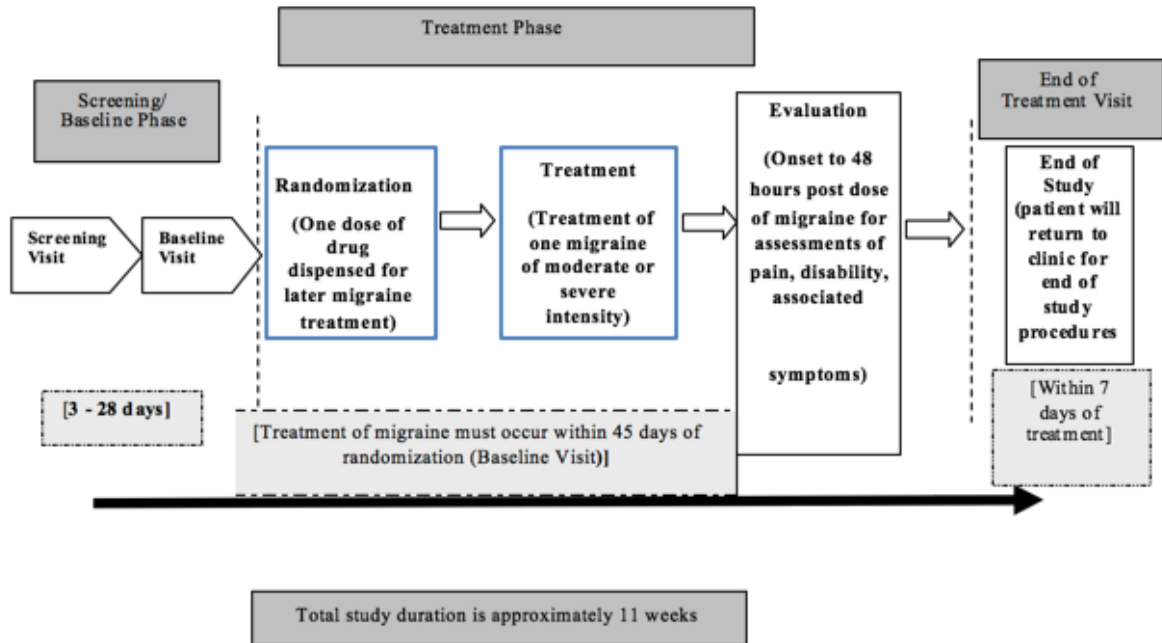 Treatment Phase
Screening/
Baseline Phase
End of
Treatment Visit
Screening
Visit
Baseline
Visit
Randomization
(One dose of
drug
dispensed for
later migraine
treatment)
Treatment
(Treatment of
one migraine
of moderate or
severe
intensity)
Evaluation
(Onset to 48
hours post dose
of migraine for
assessments of
pain, disability,
associated
symptoms)
End of
Study
(patient will
return to
clinic for
end of
study
procedures
[3 - 28 days]
[Treatment of migraine must occur within 45 days of
randomization (Baseline Visit)]
[Within 7
days of
treatment]
Total study duration is approximately 11 weeks